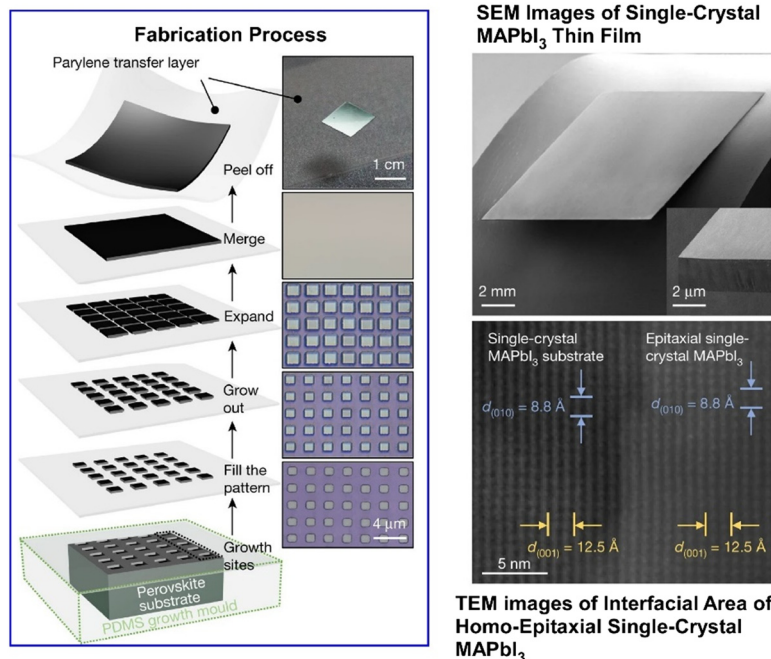 Fabrication Process
Parylene transfer layer
1 cm
Peel off
Merge
Expand
Grow
out
Fill the
pattern
4 μm
Growth
sites
Perovskite
substrate
PDMS growth mould
SEM Images of Single-Crystal
MAPbI₃ Thin Film
2 mm
2 μm
Single-crystal
MAPbI₃ substrate
Epitaxial single-
crystal MAPbI₃
d(010) = 8.8 Å
d(010) = 8.8 Å
d(001) = 12.5 Å
d(001) = 12.5 Å
5 nm
TEM images of Interfacial Area of
Homo-Epitaxial Single-Crystal
MAPbI₃